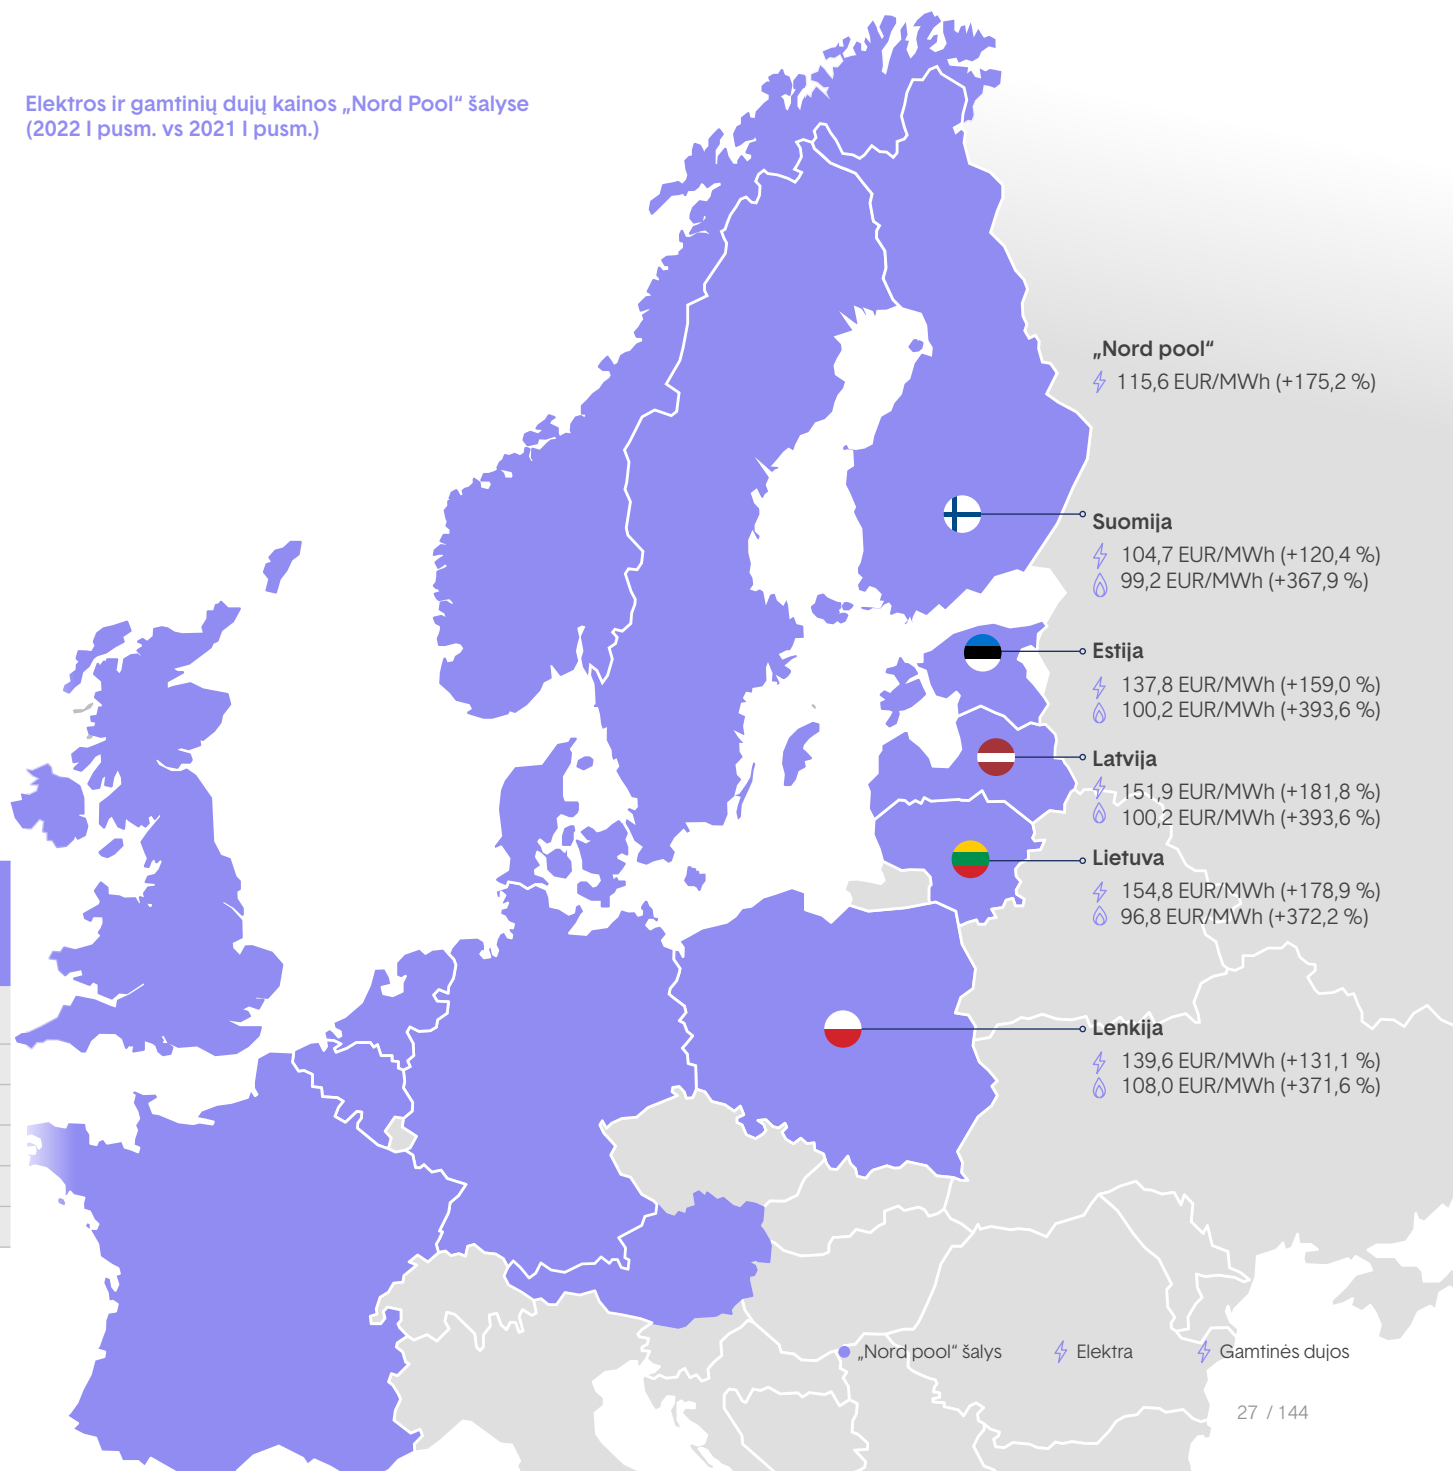 Elektros ir gamtinių dujų kainos „Nord Pool“ šalyse
(2022 I pusm. vs 2021 I pusm.)
„Nord pool“
115,6 EUR/MWh (+175,2 %)
Suomija
104,7 EUR/MWh (+120,4 %)
99,2 EUR/MWh (+367,9 %)
Estija
137,8 EUR/MWh (+159,0 %)
100,2 EUR/MWh (+393,6 %)
Latvija
151,9 EUR/MWh (+181,8 %)
100,2 EUR/MWh (+393,6 %)
Lietuva
154,8 EUR/MWh (+178,9 %)
96,8 EUR/MWh (+372,2 %)
Lenkija
139,6 EUR/MWh (+131,1 %)
108,0 EUR/MWh (+371,6 %)
„Nord pool“ šalys Elektra Gamtinės dujos
27 / 144